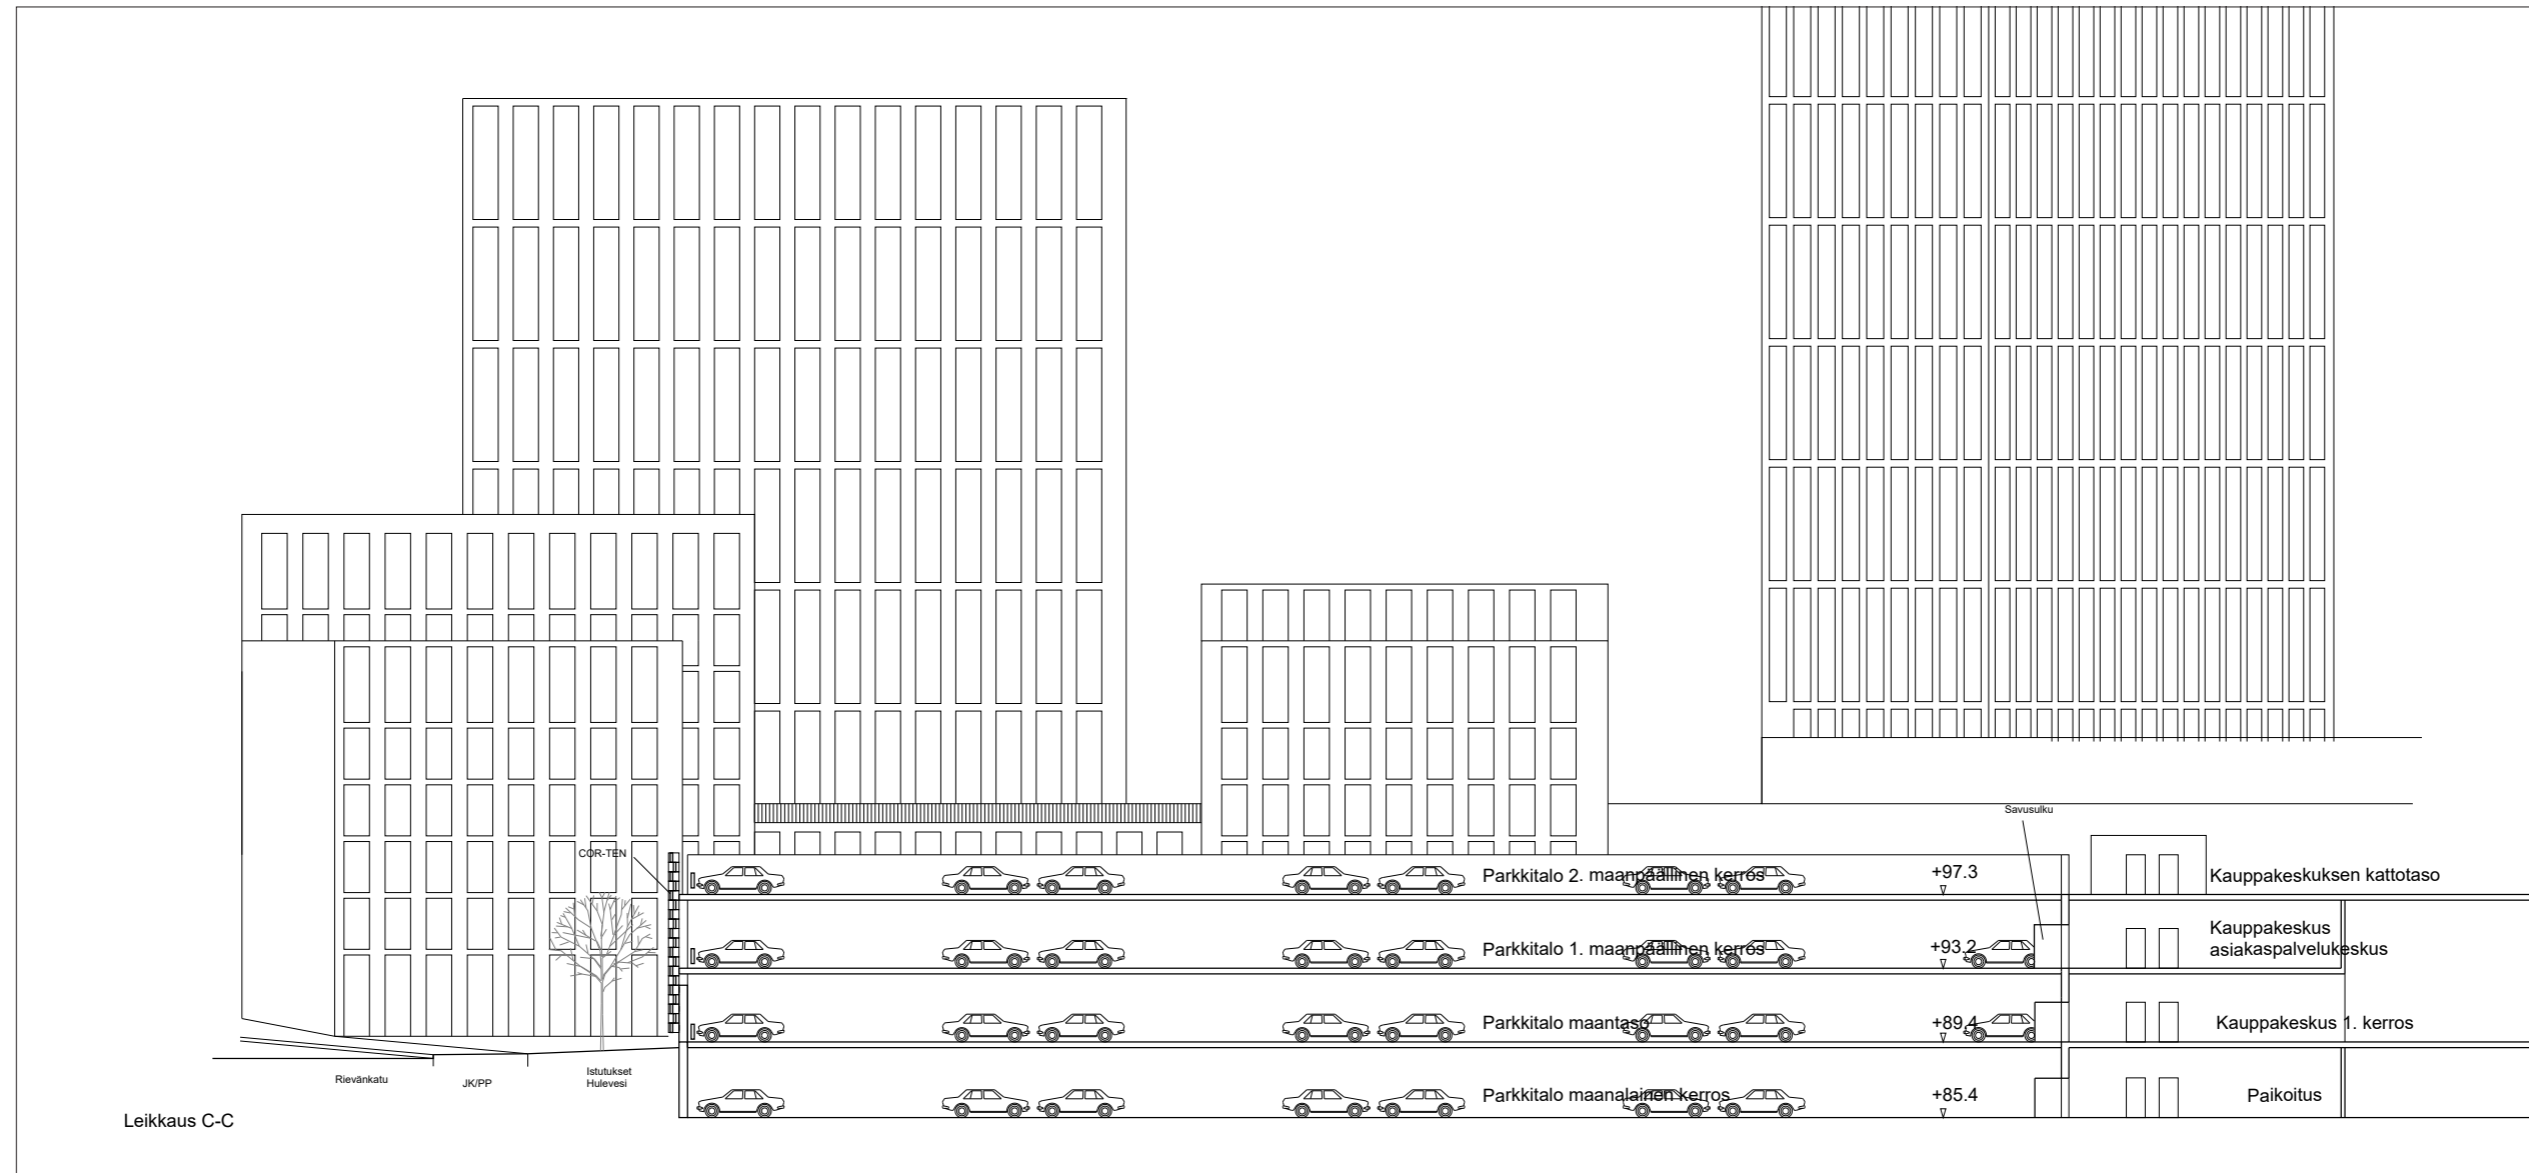 Savusulku
COR-TEN
Parkkitalo 2. maanpäällinen kerros
+97.3
Kauppakeskuksen kattotaso
Parkkitalo 1. maanpäällinen kerros
+93.2
Kauppakeskus
asiakaspalvelukeskus
Parkkitalo maantaso
+89.4
Kauppakeskus 1. kerros
Rievänkatu
JK/PP
Istutukset
Hulevesi
Parkkitalo maanalainen kerros
+85.4
Paikoitus
Leikkaus C-C